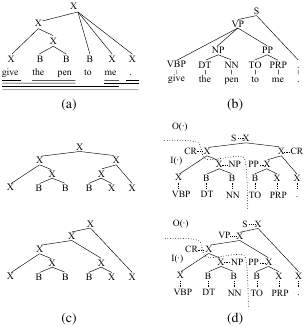 X
X
X
X B B B X X
give the pen to me .
(a)
S
VP
NP PP
VBP DT NN TO PRP .
give the pen to me .
(b)
X
X X
X X
X B B B X X
X
X
X X
X X
X B B B X X
(c)
O(·)
S X
CR X X CR
I(·) X X NP PP X
X B B B X X
VBP DT NN TO PRP .
O(·)
S X
VP X
I(·) X X NP PP X
X B B B X X
VBP DT NN TO PRP .
(d)